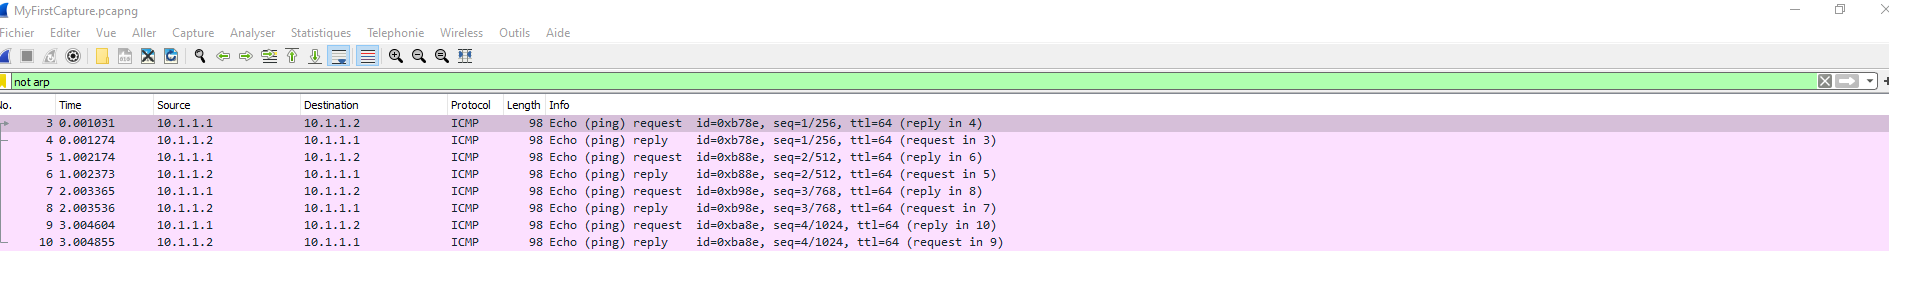 MyFirstCapture.pcapng
Fichier Editer Vue Aller Capture Analyser Statistiques Telephonie Wireless Outils Aide
not arp
No. Time Source Destination Protocol Length Info
3 0.001031 10.1.1.1 10.1.1.2 ICMP 98 Echo (ping) request id=0xb78e, seq=1/256, ttl=64 (reply in 4)
4 0.001274 10.1.1.2 10.1.1.1 ICMP 98 Echo (ping) reply id=0xb78e, seq=1/256, ttl=64 (request in 3)
5 1.002174 10.1.1.1 10.1.1.2 ICMP 98 Echo (ping) request id=0xb88e, seq=2/512, ttl=64 (reply in 6)
6 1.002373 10.1.1.2 10.1.1.1 ICMP 98 Echo (ping) reply id=0xb88e, seq=2/512, ttl=64 (request in 5)
7 2.003365 10.1.1.1 10.1.1.2 ICMP 98 Echo (ping) request id=0xb98e, seq=3/768, ttl=64 (reply in 8)
8 2.003536 10.1.1.2 10.1.1.1 ICMP 98 Echo (ping) reply id=0xb98e, seq=3/768, ttl=64 (request in 7)
9 3.004604 10.1.1.1 10.1.1.2 ICMP 98 Echo (ping) request id=0xba8e, seq=4/1024, ttl=64 (reply in 10)
10 3.004855 10.1.1.2 10.1.1.1 ICMP 98 Echo (ping) reply id=0xba8e, seq=4/1024, ttl=64 (request in 9)